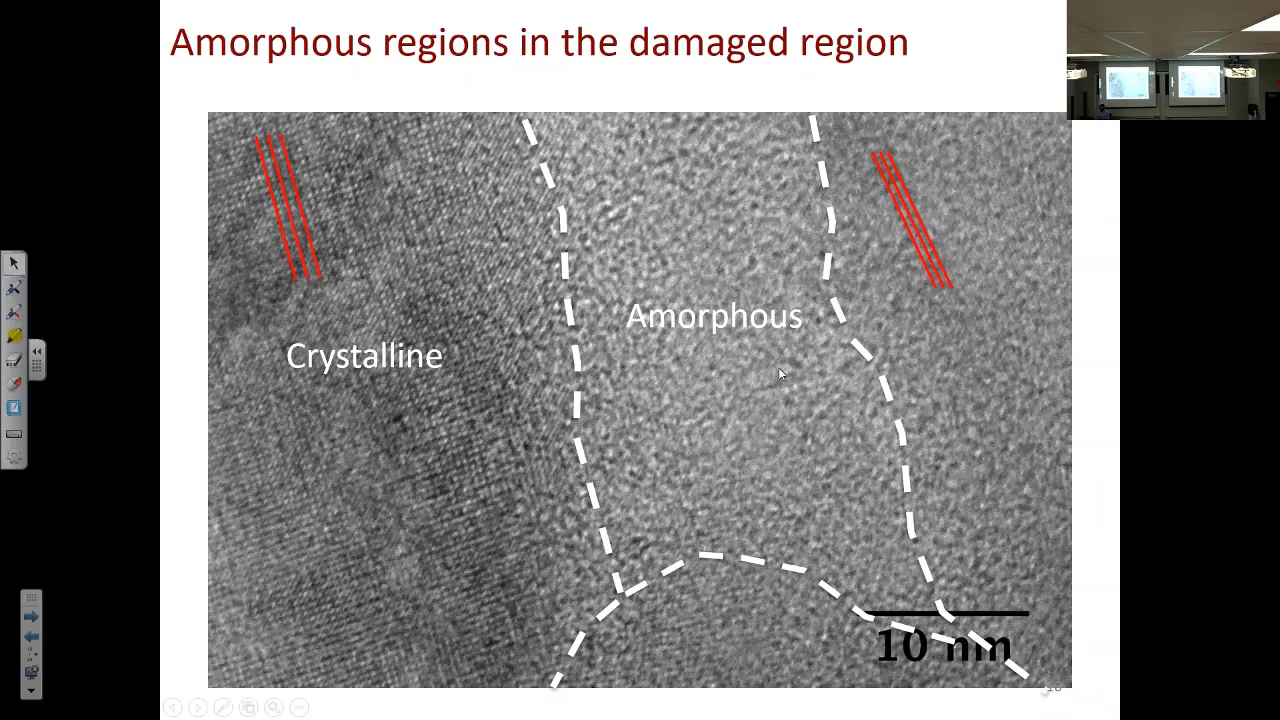 Amorphous regions in the damaged region
Amorphous
Crystalline
10 nm